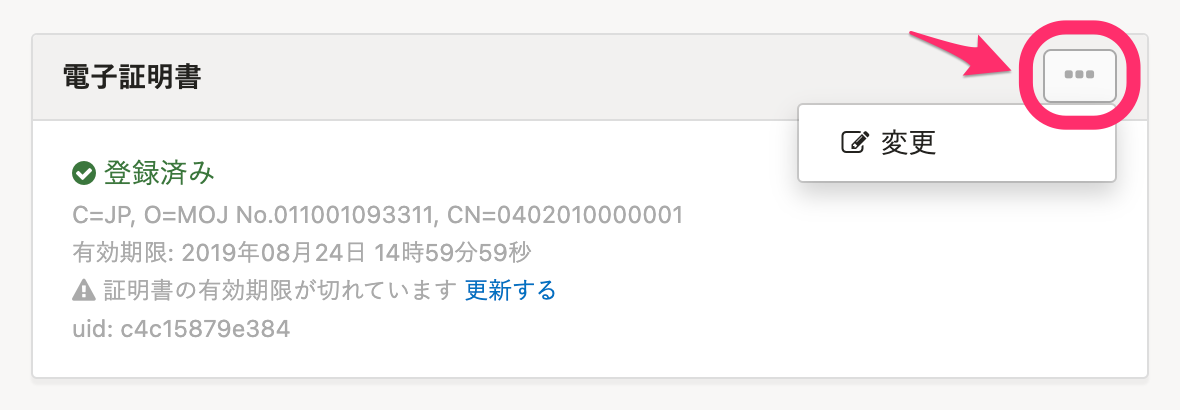 電子証明書
変更
登録済み
C=JP, O=MOJ No.011001093311, CN=0402010000001
有効期限: 2019年08月24日 14時59分59秒
証明書の有効期限が切れています 更新する
uid: c4c15879e384